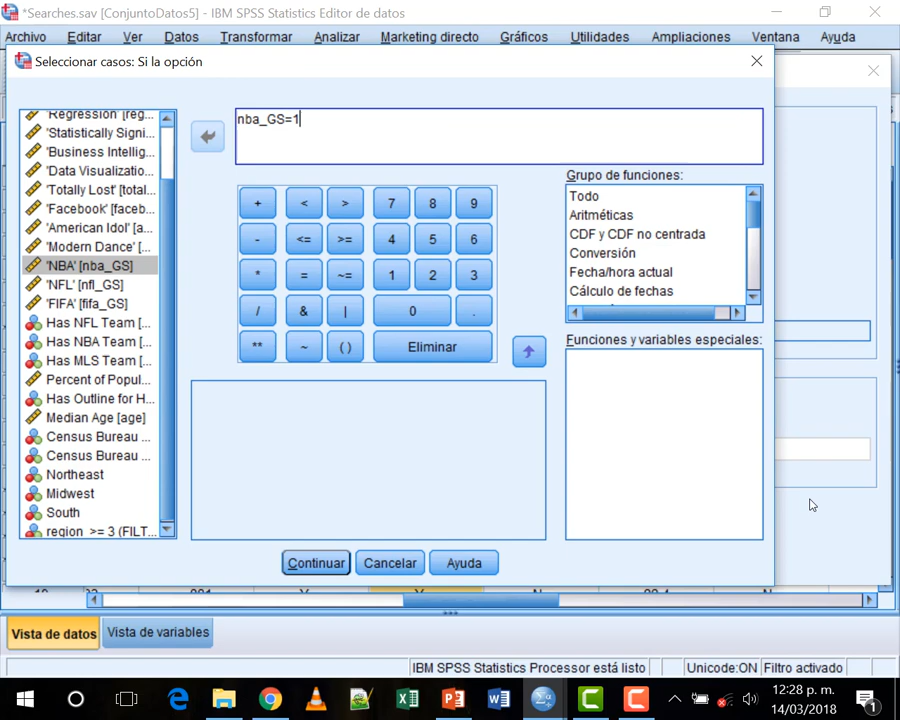 *Searches.sav [ConjuntoDatos5] - IBM SPSS Statistics Editor de datos
Archivo Editar Ver Datos Transformar Analizar Marketing directo Gráficos Utilidades Ampliaciones Ventana Ayuda
Seleccionar casos: Si la opción
'Regression [reg...
'Statistically Signi...
'Business Intellig...
'Data Visualizatio...
'Totally Lost' [total...
'Facebook' [faceb...
'American Idol' [a...
'Modern Dance' [...
'NBA' [nba_GS]
'NFL' [nfl_GS]
'FIFA' [fifa_GS]
Has NFL Team [...
Has NBA Team [...
Has MLS Team [...
Percent of Popul...
Has Outline for H...
Median Age [age]
Census Bureau ...
Census Bureau ...
Northeast
Midwest
South
region >= 3 (FILT...
nba_GS=1
+ < > 7 8 9
- <= >= 4 5 6
* = ~= 1 2 3
/ & | 0 .
** ~ ( ) Eliminar
Grupo de funciones:
Todo
Aritméticas
CDF y CDF no centrada
Conversión
Fecha/hora actual
Cálculo de fechas
Funciones y variables especiales:
Continuar Cancelar Ayuda
Vista de datos Vista de variables
IBM SPSS Statistics Processor está listo Unicode:ON Filtro activado
12:28 p. m.
14/03/2018
1